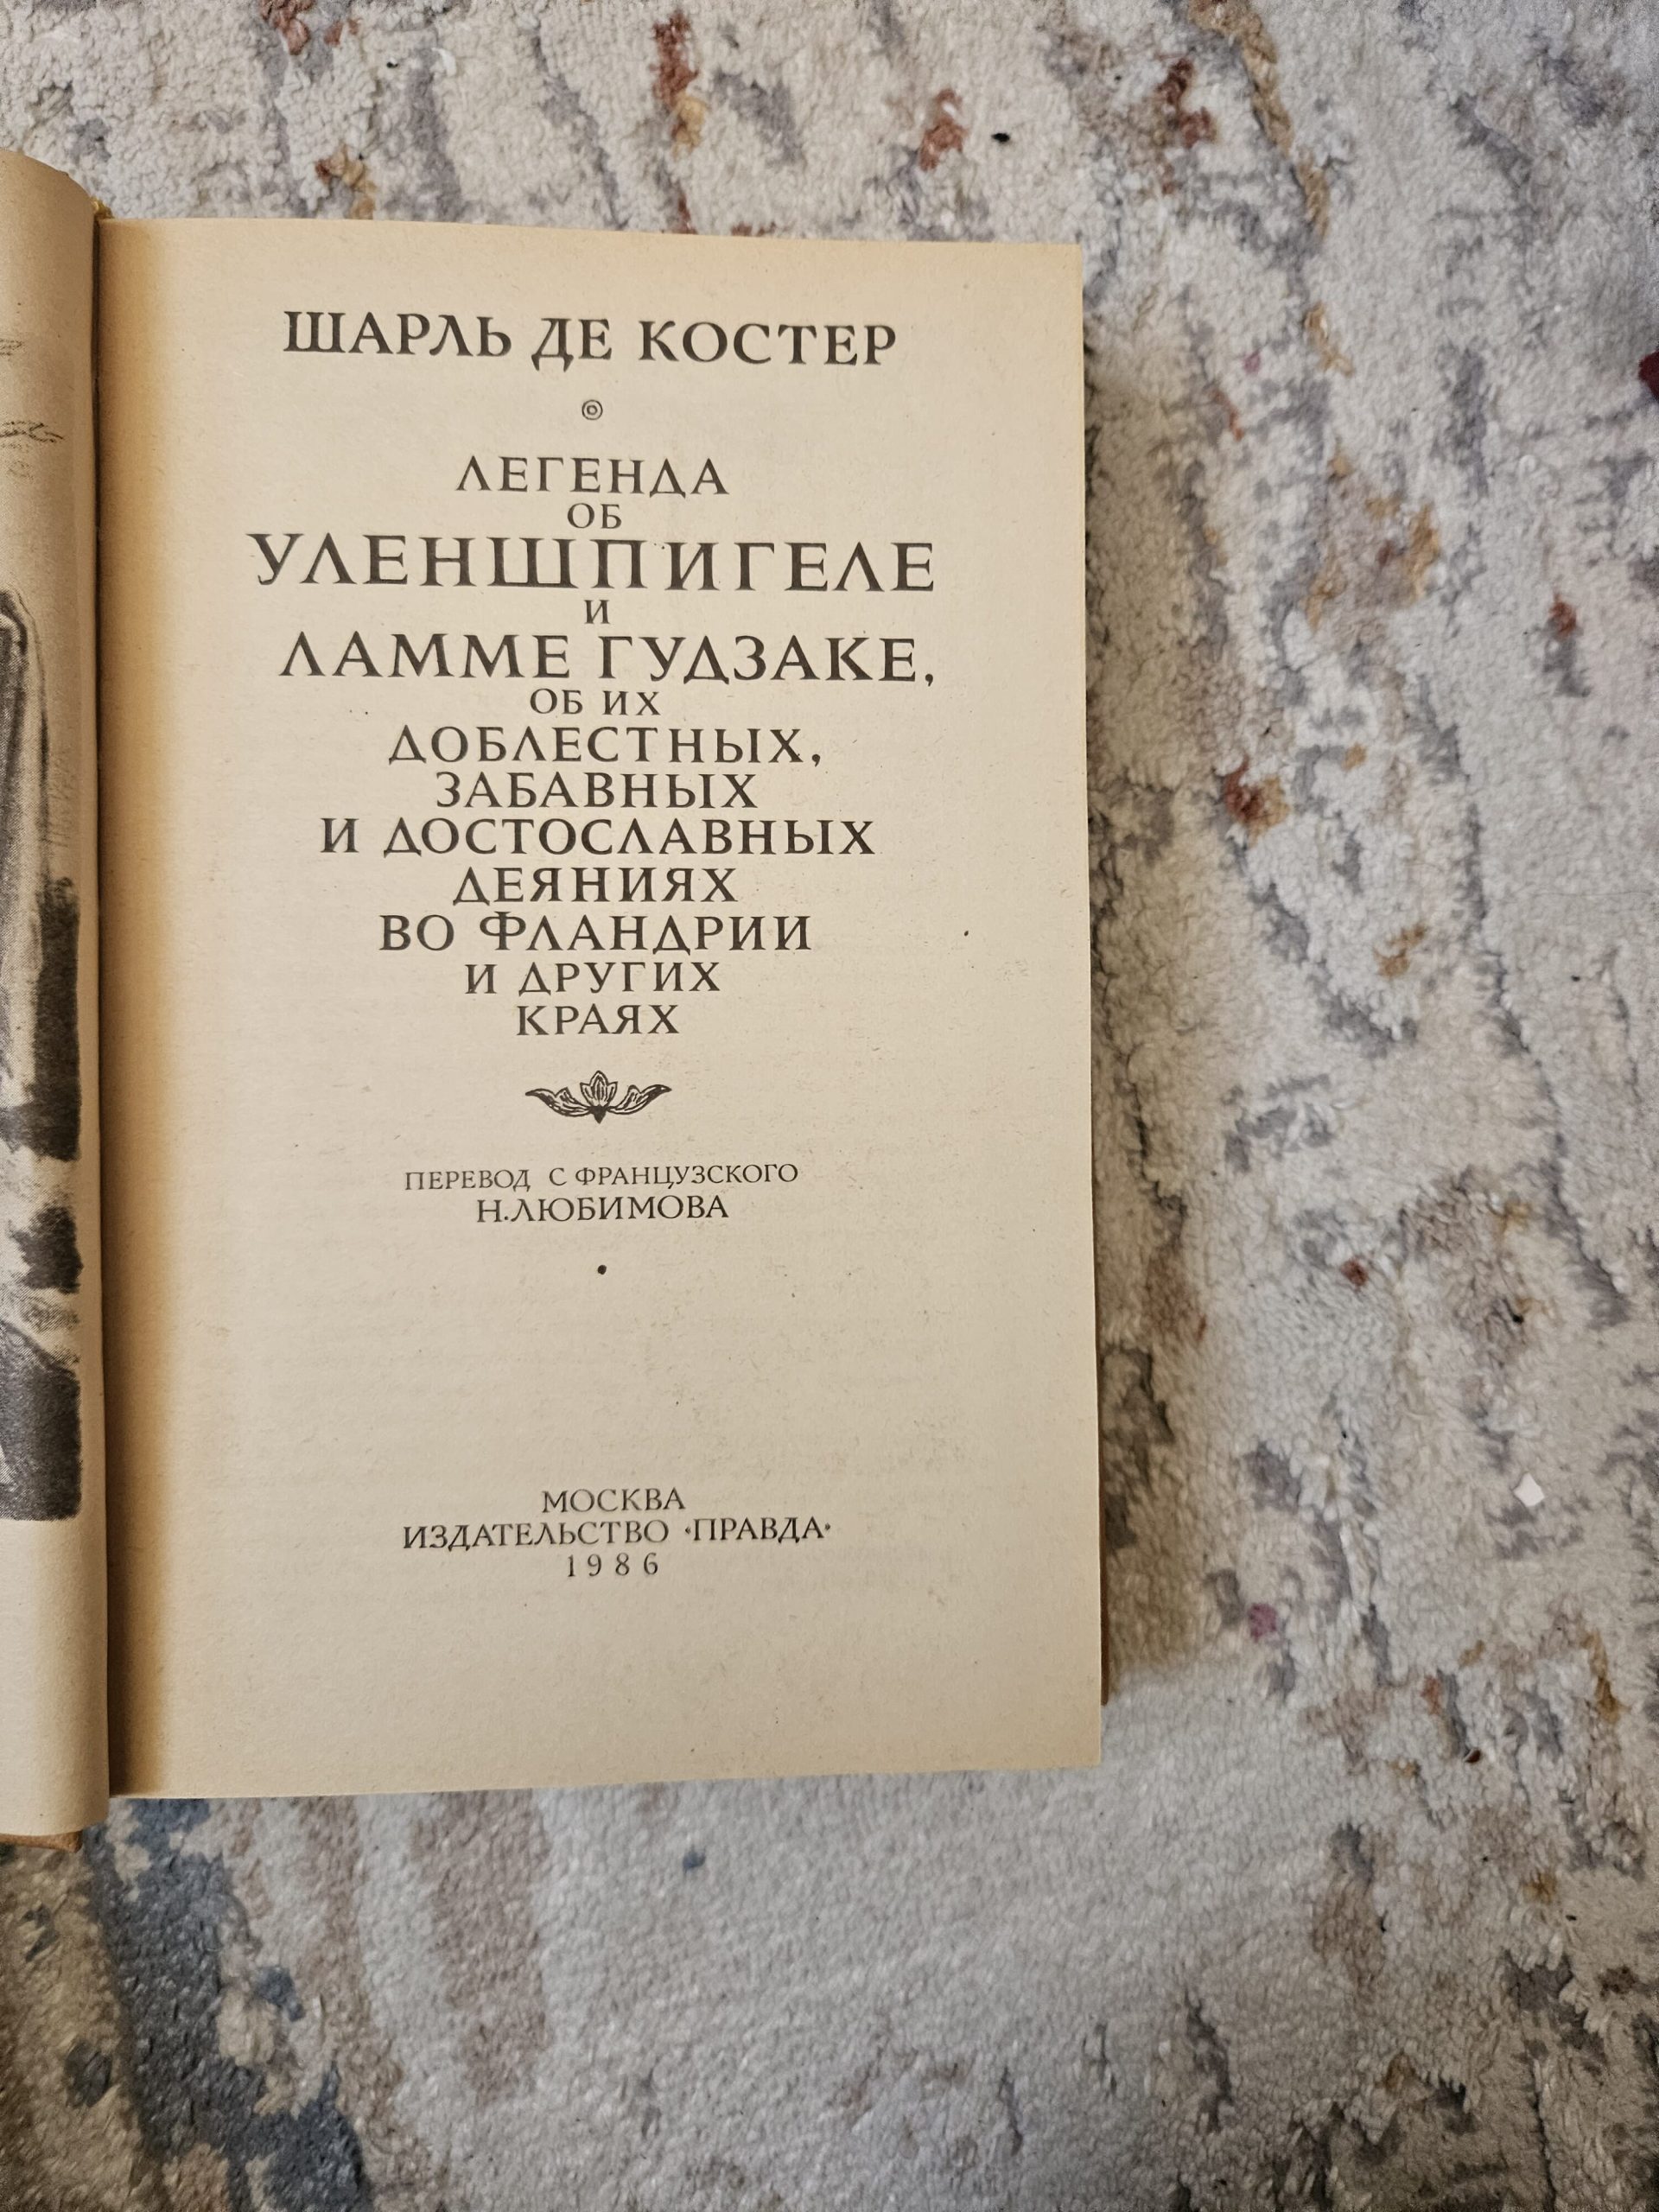 ШАРЛЬ ДЕ КОСТЕР
ЛЕГЕНДА
ОБ
УЛЕНШПИГЕЛЕ
И
ЛАММЕ ГУДЗАКЕ,
ОБ ИХ
ДОБЛЕСТНЫХ,
ЗАБАВНЫХ
И ДОСТОСЛАВНЫХ
ДЕЯНИЯХ
ВО ФЛАНДРИИ
И ДРУГИХ
КРАЯХ
ПЕРЕВОД С ФРАНЦУЗСКОГО
Н.ЛЮБИМОВА
МОСКВА
ИЗДАТЕЛЬСТВО «ПРАВДА»
1986